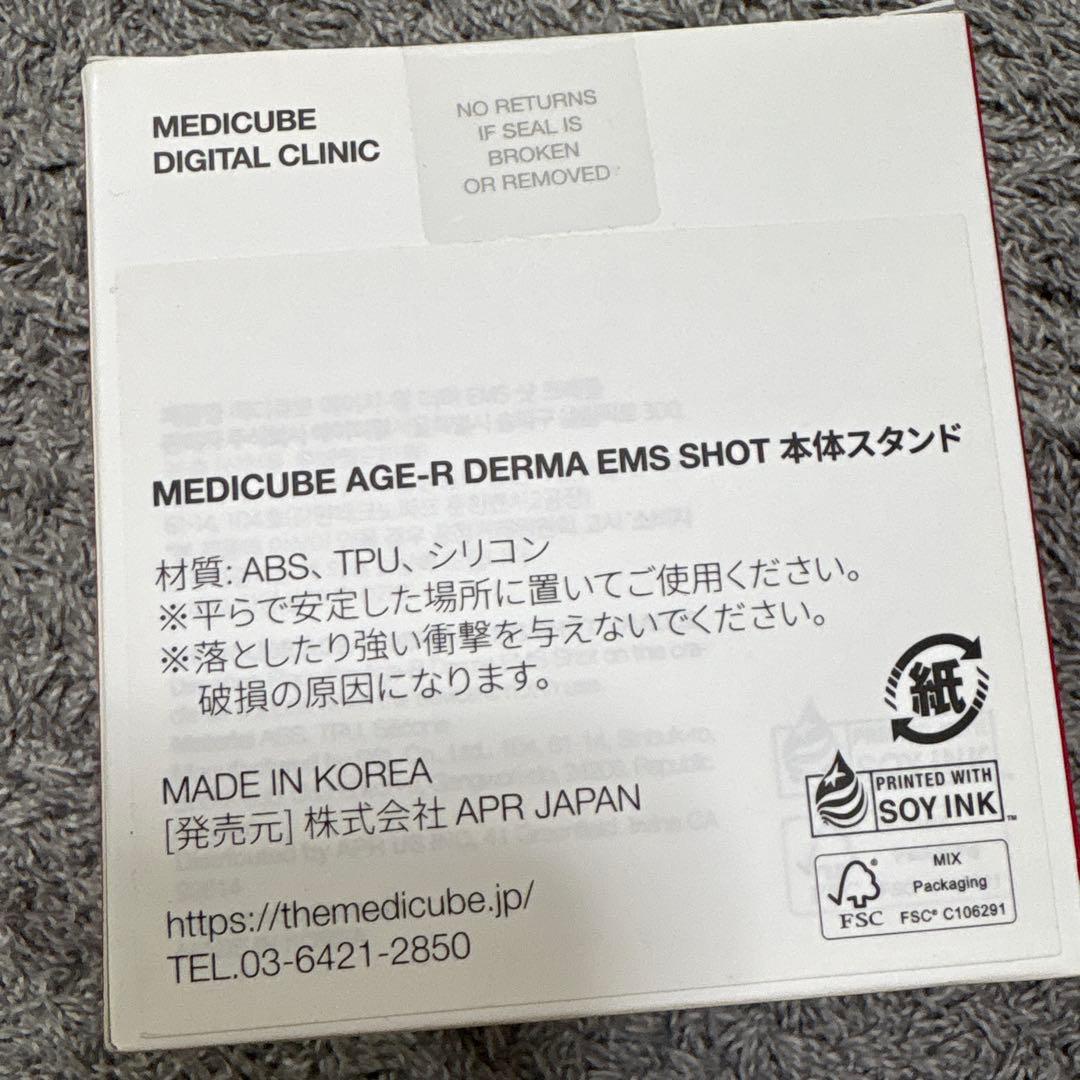 MEDICUBE
DIGITAL CLINIC
NO RETURNS
IF SEAL IS
BROKEN
OR REMOVED
MEDICUBE AGE-R DERMA EMS SHOT 本体スタンド
材質: ABS、TPU、シリコン
※平らで安定した場所に置いてご使用ください。
※落としたり強い衝撃を与えないでください。
破損の原因になります。
MADE IN KOREA
[発売元] 株式会社 APR JAPAN
https://themedicube.jp/
TEL.03-6421-2850
紙
PRINTED WITH
SOY INK™
MIX
Packaging
FSC
FSC® C106291